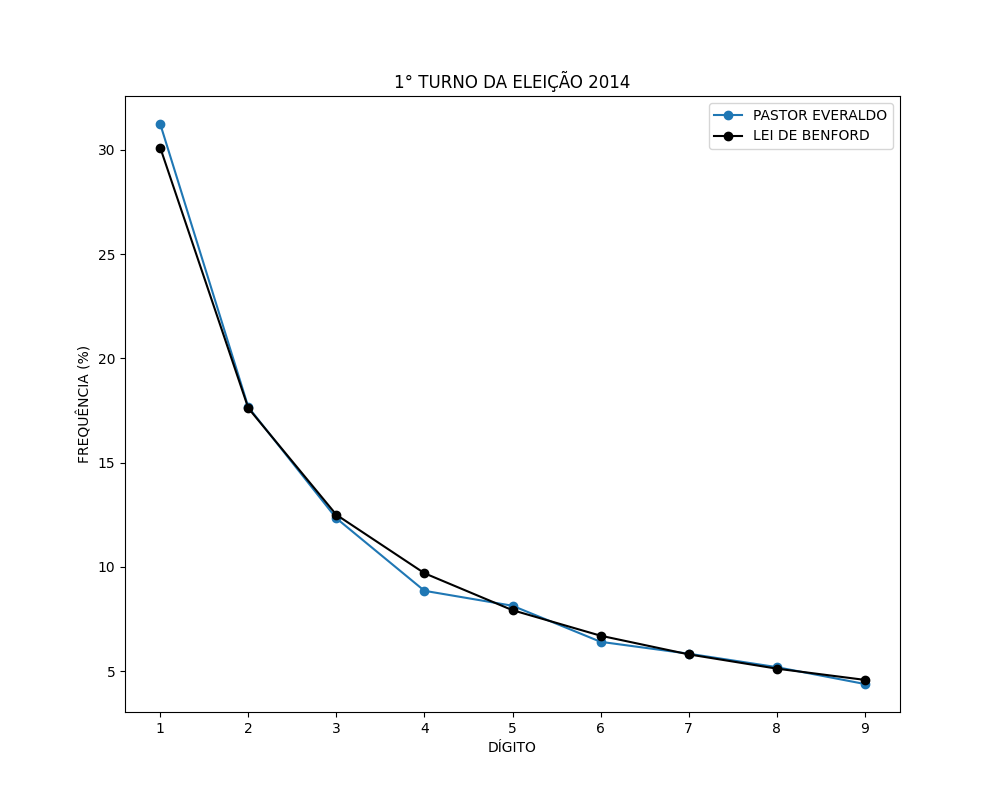 1° TURNO DA ELEIÇÃO 2014
PASTOR EVERALDO
LEI DE BENFORD
FREQUÊNCIA (%)
30
25
20
15
10
5
1 2 3 4 5 6 7 8 9
DÍGITO